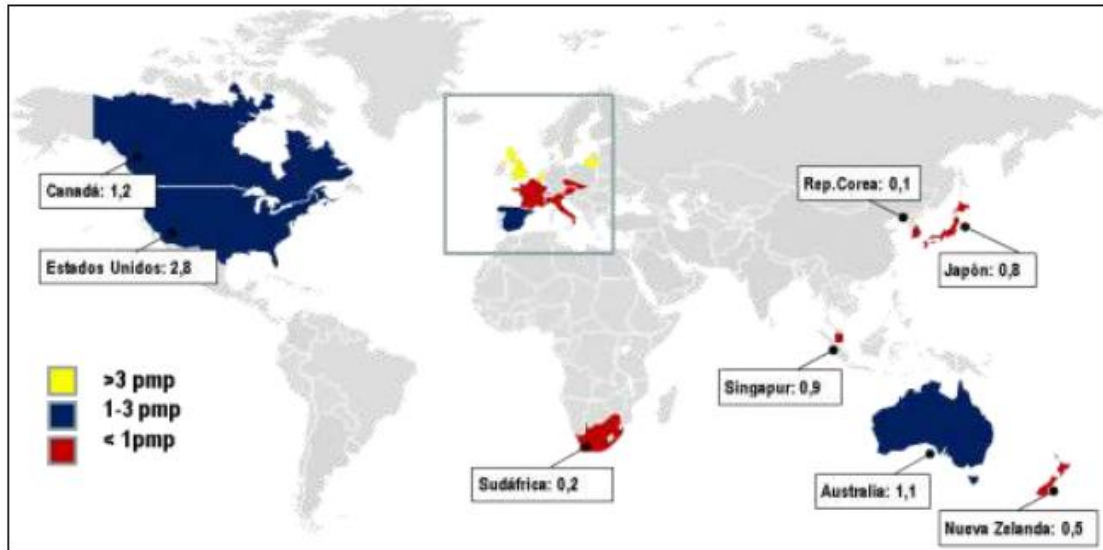 Canadá: 1,2
Estados Unidos: 2,8
Rep.Corea: 0,1
Japón: 0,8
Singapur: 0,9
>3 pmp
1-3 pmp
< 1pmp
Sudáfrica: 0,2
Australia: 1,1
Nueva Zelanda: 0,5